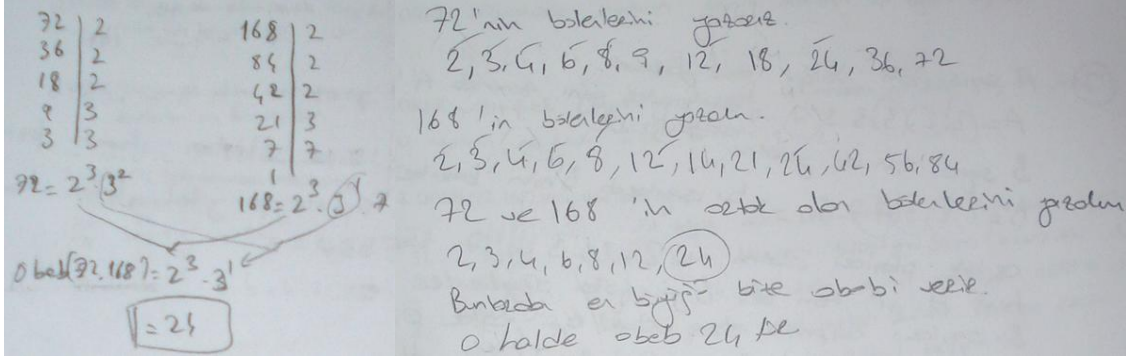 72 | 2
36 | 2
18 | 2
9 | 3
3 | 3
72 = 2³·3²
168 | 2
84 | 2
42 | 2
21 | 3
7 | 7
1
168 = 2³·3¹·7
Obeb(72,168) = 2³·3¹
= 24
72'nin bölenlerini yazarız.
2, 3, 4, 6, 8, 9, 12, 18, 24, 36, 72
168'in bölenlerini yazalım.
2, 3, 4, 6, 8, 12, 14, 21, 24, 42, 56, 84
72 ve 168'in ortak olan bölenlerini yazalım
2, 3, 4, 6, 8, 12, 24
Bunlarda en büyüğü bize obebi verir.
O halde obeb 24 dür